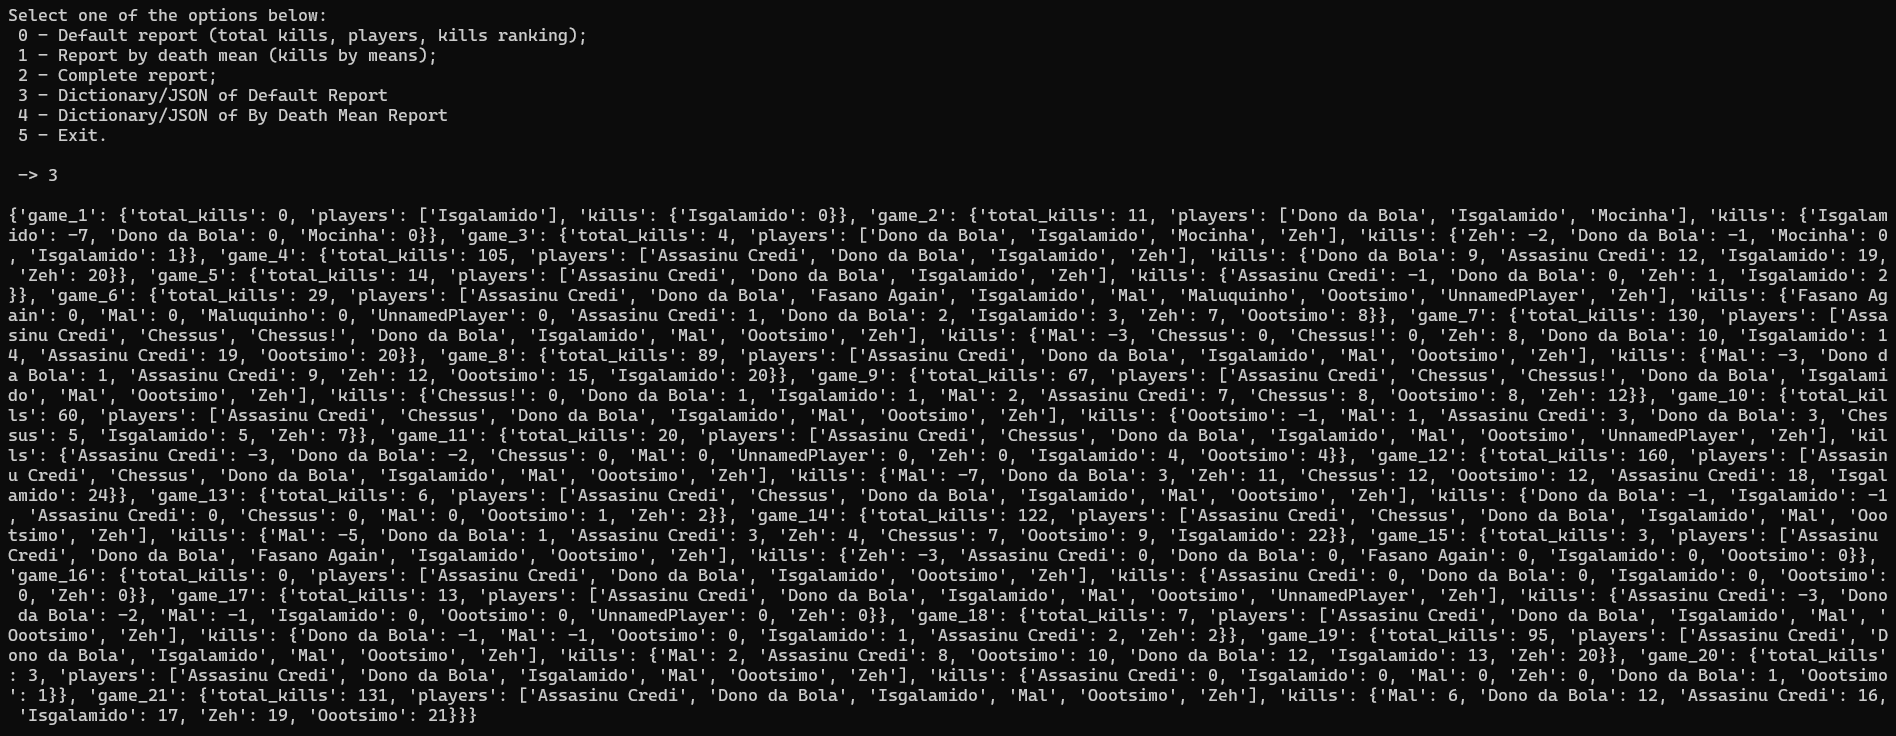 Select one of the options below:
 0 - Default report (total kills, players, kills ranking);
 1 - Report by death mean (kills by means);
 2 - Complete report;
 3 - Dictionary/JSON of Default Report
 4 - Dictionary/JSON of By Death Mean Report
 5 - Exit.

 -> 3

{'game_1': {'total_kills': 0, 'players': ['Isgalamido'], 'kills': {'Isgalamido': 0}}, 'game_2': {'total_kills': 11, 'players': ['Dono da Bola', 'Isgalamido', 'Mocinha'], 'kills': {'Isgalam
ido': -7, 'Dono da Bola': 0, 'Mocinha': 0}}, 'game_3': {'total_kills': 4, 'players': ['Dono da Bola', 'Isgalamido', 'Mocinha', 'Zeh'], 'kills': {'Zeh': -2, 'Dono da Bola': -1, 'Mocinha': 0
, 'Isgalamido': 1}}, 'game_4': {'total_kills': 105, 'players': ['Assasinu Credi', 'Dono da Bola', 'Isgalamido', 'Zeh'], 'kills': {'Dono da Bola': 9, 'Assasinu Credi': 12, 'Isgalamido': 19,
 'Zeh': 20}}, 'game_5': {'total_kills': 14, 'players': ['Assasinu Credi', 'Dono da Bola', 'Isgalamido', 'Zeh'], 'kills': {'Assasinu Credi': -1, 'Dono da Bola': 0, 'Zeh': 1, 'Isgalamido': 2
}}, 'game_6': {'total_kills': 29, 'players': ['Assasinu Credi', 'Dono da Bola', 'Fasano Again', 'Isgalamido', 'Mal', 'Maluquinho', 'Oootsimo', 'UnnamedPlayer', 'Zeh'], 'kills': {'Fasano Ag
ain': 0, 'Mal': 0, 'Maluquinho': 0, 'UnnamedPlayer': 0, 'Assasinu Credi': 1, 'Dono da Bola': 2, 'Isgalamido': 3, 'Zeh': 7, 'Oootsimo': 8}}, 'game_7': {'total_kills': 130, 'players': ['Assa
sinu Credi', 'Chessus', 'Chessus!', 'Dono da Bola', 'Isgalamido', 'Mal', 'Oootsimo', 'Zeh'], 'kills': {'Mal': -3, 'Chessus': 0, 'Chessus!': 0, 'Zeh': 8, 'Dono da Bola': 10, 'Isgalamido': 1
4, 'Assasinu Credi': 19, 'Oootsimo': 20}}, 'game_8': {'total_kills': 89, 'players': ['Assasinu Credi', 'Dono da Bola', 'Isgalamido', 'Mal', 'Oootsimo', 'Zeh'], 'kills': {'Mal': -3, 'Dono d
a Bola': 1, 'Assasinu Credi': 9, 'Zeh': 12, 'Oootsimo': 15, 'Isgalamido': 20}}, 'game_9': {'total_kills': 67, 'players': ['Assasinu Credi', 'Chessus', 'Chessus!', 'Dono da Bola', 'Isgalami
do', 'Mal', 'Oootsimo', 'Zeh'], 'kills': {'Chessus!': 0, 'Dono da Bola': 1, 'Isgalamido': 1, 'Mal': 2, 'Assasinu Credi': 7, 'Chessus': 8, 'Oootsimo': 8, 'Zeh': 12}}, 'game_10': {'total_kil
ls': 60, 'players': ['Assasinu Credi', 'Chessus', 'Dono da Bola', 'Isgalamido', 'Mal', 'Oootsimo', 'Zeh'], 'kills': {'Oootsimo': -1, 'Mal': 1, 'Assasinu Credi': 3, 'Dono da Bola': 3, 'Ches
sus': 5, 'Isgalamido': 5, 'Zeh': 7}}, 'game_11': {'total_kills': 20, 'players': ['Assasinu Credi', 'Chessus', 'Dono da Bola', 'Isgalamido', 'Mal', 'Oootsimo', 'UnnamedPlayer', 'Zeh'], 'kil
ls': {'Assasinu Credi': -3, 'Dono da Bola': -2, 'Chessus': 0, 'Mal': 0, 'UnnamedPlayer': 0, 'Zeh': 0, 'Isgalamido': 4, 'Oootsimo': 4}}, 'game_12': {'total_kills': 160, 'players': ['Assasin
u Credi', 'Chessus', 'Dono da Bola', 'Isgalamido', 'Mal', 'Oootsimo', 'Zeh'], 'kills': {'Mal': -7, 'Dono da Bola': 3, 'Zeh': 11, 'Chessus': 12, 'Oootsimo': 12, 'Assasinu Credi': 18, 'Isgal
amido': 24}}, 'game_13': {'total_kills': 6, 'players': ['Assasinu Credi', 'Chessus', 'Dono da Bola', 'Isgalamido', 'Mal', 'Oootsimo', 'Zeh'], 'kills': {'Dono da Bola': -1, 'Isgalamido': -1
, 'Assasinu Credi': 0, 'Chessus': 0, 'Mal': 0, 'Oootsimo': 1, 'Zeh': 2}}, 'game_14': {'total_kills': 122, 'players': ['Assasinu Credi', 'Chessus', 'Dono da Bola', 'Isgalamido', 'Mal', 'Ooo
tsimo', 'Zeh'], 'kills': {'Mal': -5, 'Dono da Bola': 1, 'Assasinu Credi': 3, 'Zeh': 4, 'Chessus': 7, 'Oootsimo': 9, 'Isgalamido': 22}}, 'game_15': {'total_kills': 3, 'players': ['Assasinu
Credi', 'Dono da Bola', 'Fasano Again', 'Isgalamido', 'Oootsimo', 'Zeh'], 'kills': {'Zeh': -3, 'Assasinu Credi': 0, 'Dono da Bola': 0, 'Fasano Again': 0, 'Isgalamido': 0, 'Oootsimo': 0}},
'game_16': {'total_kills': 0, 'players': ['Assasinu Credi', 'Dono da Bola', 'Isgalamido', 'Oootsimo', 'Zeh'], 'kills': {'Assasinu Credi': 0, 'Dono da Bola': 0, 'Isgalamido': 0, 'Oootsimo':
 0, 'Zeh': 0}}, 'game_17': {'total_kills': 13, 'players': ['Assasinu Credi', 'Dono da Bola', 'Isgalamido', 'Mal', 'Oootsimo', 'UnnamedPlayer', 'Zeh'], 'kills': {'Assasinu Credi': -3, 'Dono
 da Bola': -2, 'Mal': -1, 'Isgalamido': 0, 'Oootsimo': 0, 'UnnamedPlayer': 0, 'Zeh': 0}}, 'game_18': {'total_kills': 7, 'players': ['Assasinu Credi', 'Dono da Bola', 'Isgalamido', 'Mal', '
Oootsimo', 'Zeh'], 'kills': {'Dono da Bola': -1, 'Mal': -1, 'Oootsimo': 0, 'Isgalamido': 1, 'Assasinu Credi': 2, 'Zeh': 2}}, 'game_19': {'total_kills': 95, 'players': ['Assasinu Credi', 'D
ono da Bola', 'Isgalamido', 'Mal', 'Oootsimo', 'Zeh'], 'kills': {'Mal': 2, 'Assasinu Credi': 8, 'Oootsimo': 10, 'Dono da Bola': 12, 'Isgalamido': 13, 'Zeh': 20}}, 'game_20': {'total_kills'
: 3, 'players': ['Assasinu Credi', 'Dono da Bola', 'Isgalamido', 'Mal', 'Oootsimo', 'Zeh'], 'kills': {'Assasinu Credi': 0, 'Isgalamido': 0, 'Mal': 0, 'Zeh': 0, 'Dono da Bola': 1, 'Oootsimo
': 1}}, 'game_21': {'total_kills': 131, 'players': ['Assasinu Credi', 'Dono da Bola', 'Isgalamido', 'Mal', 'Oootsimo', 'Zeh'], 'kills': {'Mal': 6, 'Dono da Bola': 12, 'Assasinu Credi': 16,
 'Isgalamido': 17, 'Zeh': 19, 'Oootsimo': 21}}}